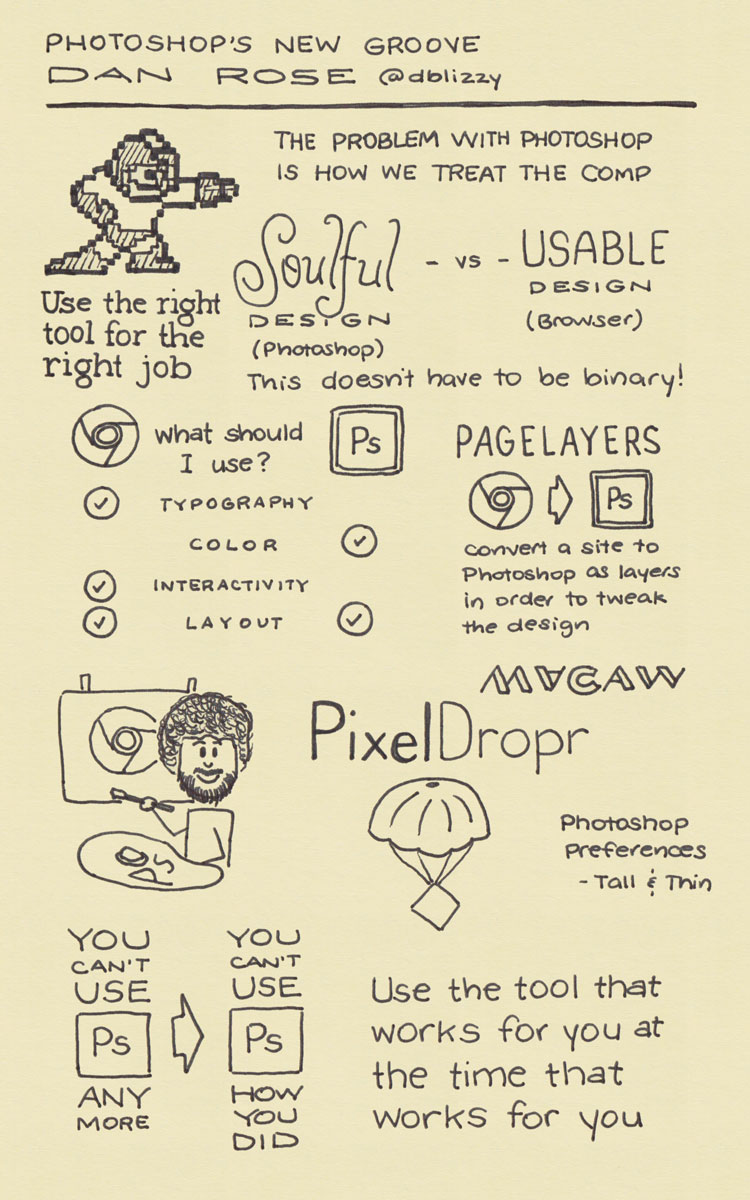 PHOTOSHOP'S NEW GROOVE
DAN ROSE @dblizzy
THE PROBLEM WITH PHOTOSHOP
IS HOW WE TREAT THE COMP
Use the right
tool for the
right job
Soulful
DESIGN
(Photoshop)
- vs -
USABLE
DESIGN
(Browser)
This doesn't have to be binary!
What should
I use?
Ps
TYPOGRAPHY
COLOR
INTERACTIVITY
LAYOUT
PAGELAYERS
Ps
convert a site to
Photoshop as layers
in order to tweak
the design
MACAW
PixelDropr
PS
Photoshop
Preferences
- Tall & Thin
YOU
CAN'T
USE
Ps
ANY
MORE
YOU
CAN'T
USE
Ps
HOW
YOU
DID
Use the tool that
works for you at
the time that
works for you